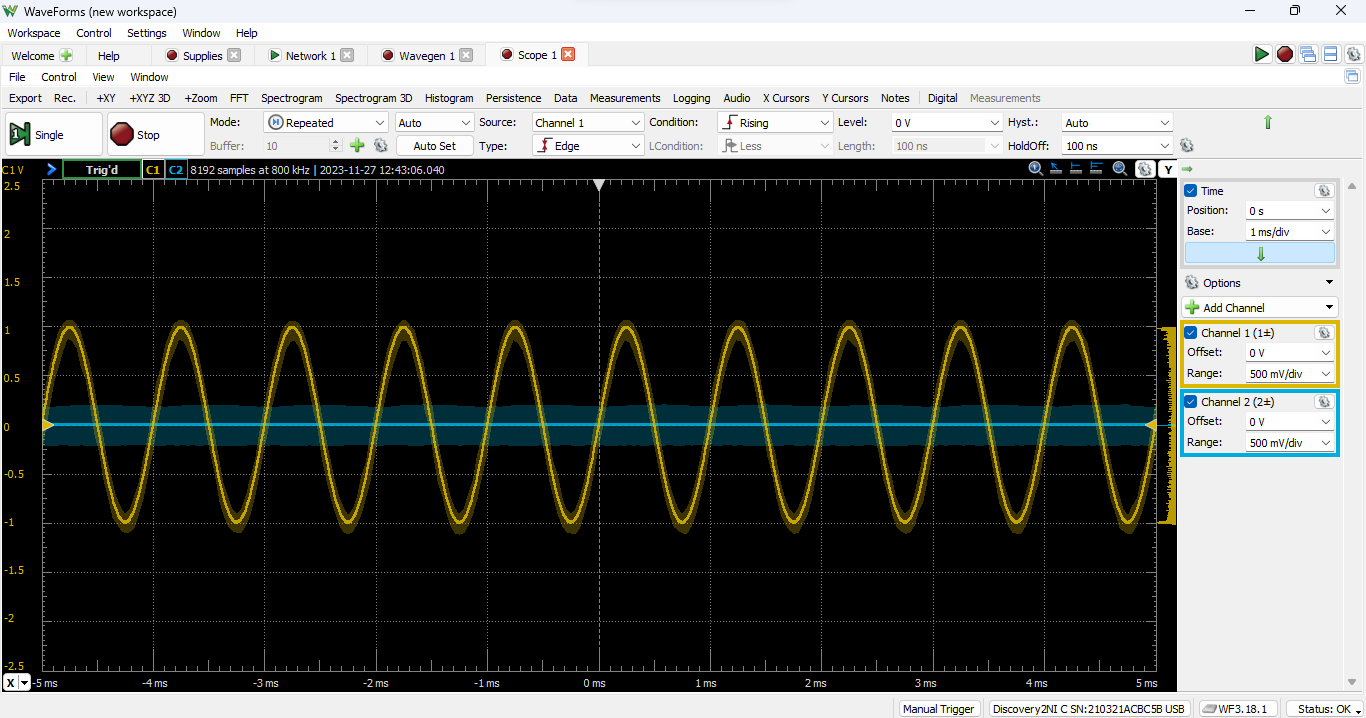 WaveForms (new workspace)
Workspace Control Settings Window Help
Welcome Help Supplies Network 1 Wavegen 1 Scope 1
File Control View Window
Export Rec. +XY +XYZ 3D +Zoom FFT Spectrogram Spectrogram 3D Histogram Persistence Data Measurements Logging Audio X Cursors Y Cursors Notes Digital Measurements
1 Single Stop Mode: Repeated Auto Source: Channel 1 Condition: Rising Level: 0 V Hyst.: Auto
Buffer: 10 Auto Set Type: Edge LCondition: Less Length: 100 ns HoldOff: 100 ns
C1 V Trig'd C1 C2 8192 samples at 800 kHz | 2023-11-27 12:43:06.040 Y
2.5
2
1.5
1
0.5
0
-0.5
-1
-1.5
-2
-2.5
X -5 ms -4 ms -3 ms -2 ms -1 ms 0 ms 1 ms 2 ms 3 ms 4 ms 5 ms
Time
Position: 0 s
Base: 1 ms/div
Options
Add Channel
Channel 1 (1±)
Offset: 0 V
Range: 500 mV/div
Channel 2 (2±)
Offset: 0 V
Range: 500 mV/div
Manual Trigger Discovery2NI C SN:210321ACBC5B USB WF3.18.1 Status: OK